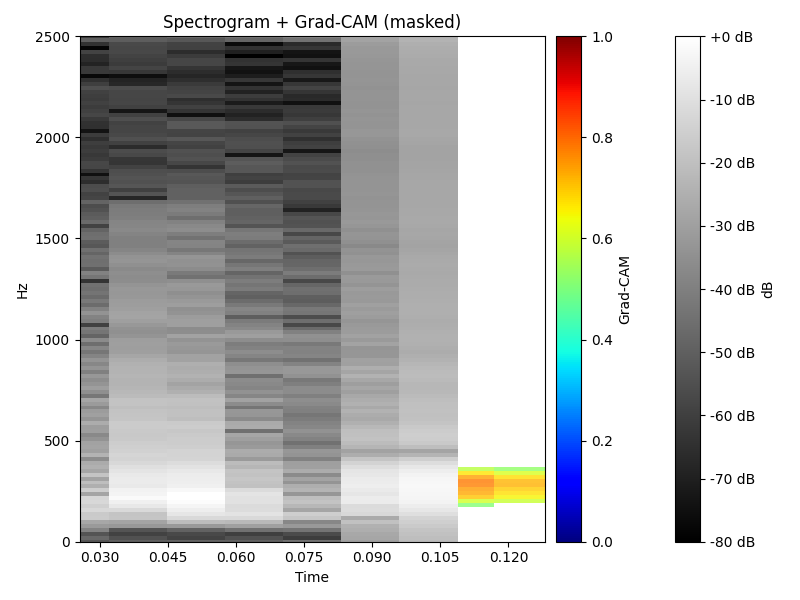 Spectrogram + Grad-CAM (masked)
2500
2000
1500
1000
500
0
Hz
0.030 0.045 0.060 0.075 0.090 0.105 0.120
Time
1.0
0.8
0.6
0.4
0.2
0.0
Grad-CAM
+0 dB
-10 dB
-20 dB
-30 dB
-40 dB
-50 dB
-60 dB
-70 dB
-80 dB
dB